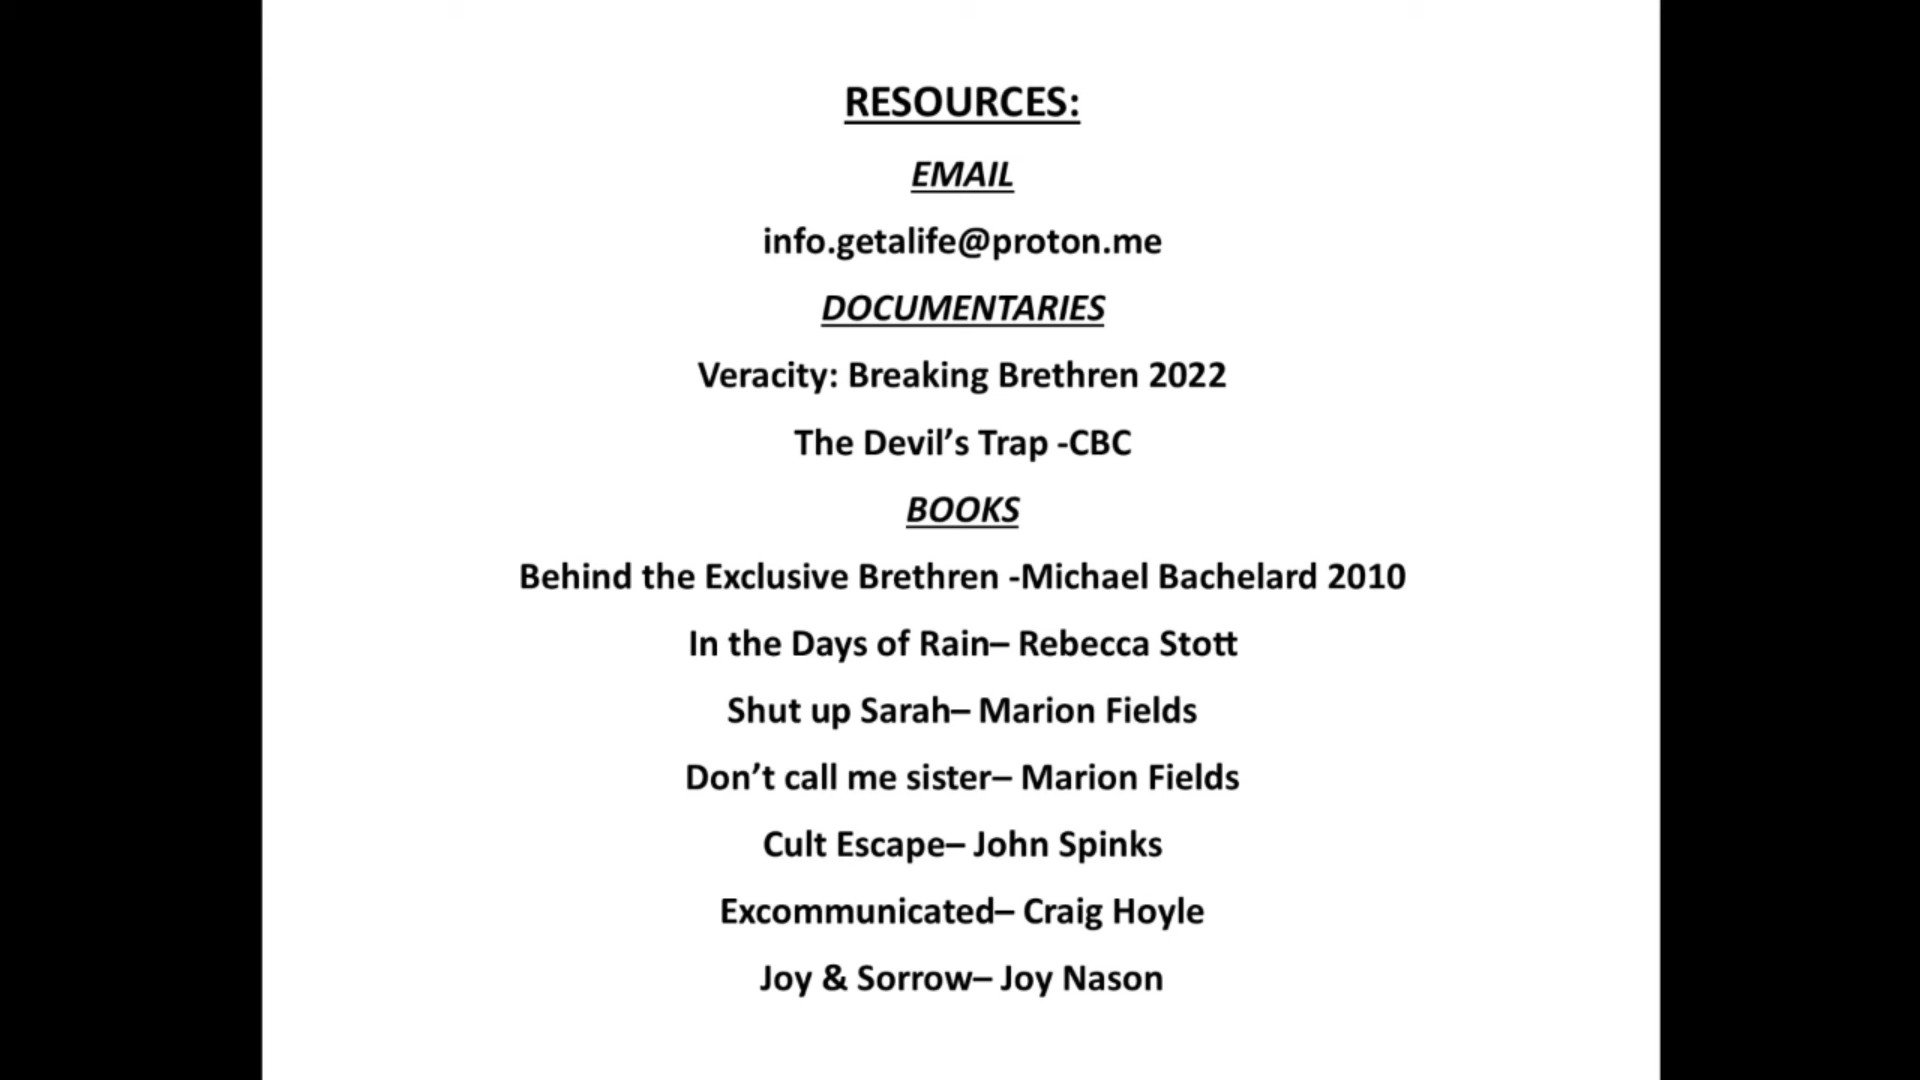 RESOURCES:
EMAIL
info.getalife@proton.me
DOCUMENTARIES
Veracity: Breaking Brethren 2022
The Devil’s Trap -CBC
BOOKS
Behind the Exclusive Brethren -Michael Bachelard 2010
In the Days of Rain– Rebecca Stott
Shut up Sarah– Marion Fields
Don’t call me sister– Marion Fields
Cult Escape– John Spinks
Excommunicated– Craig Hoyle
Joy & Sorrow– Joy Nason